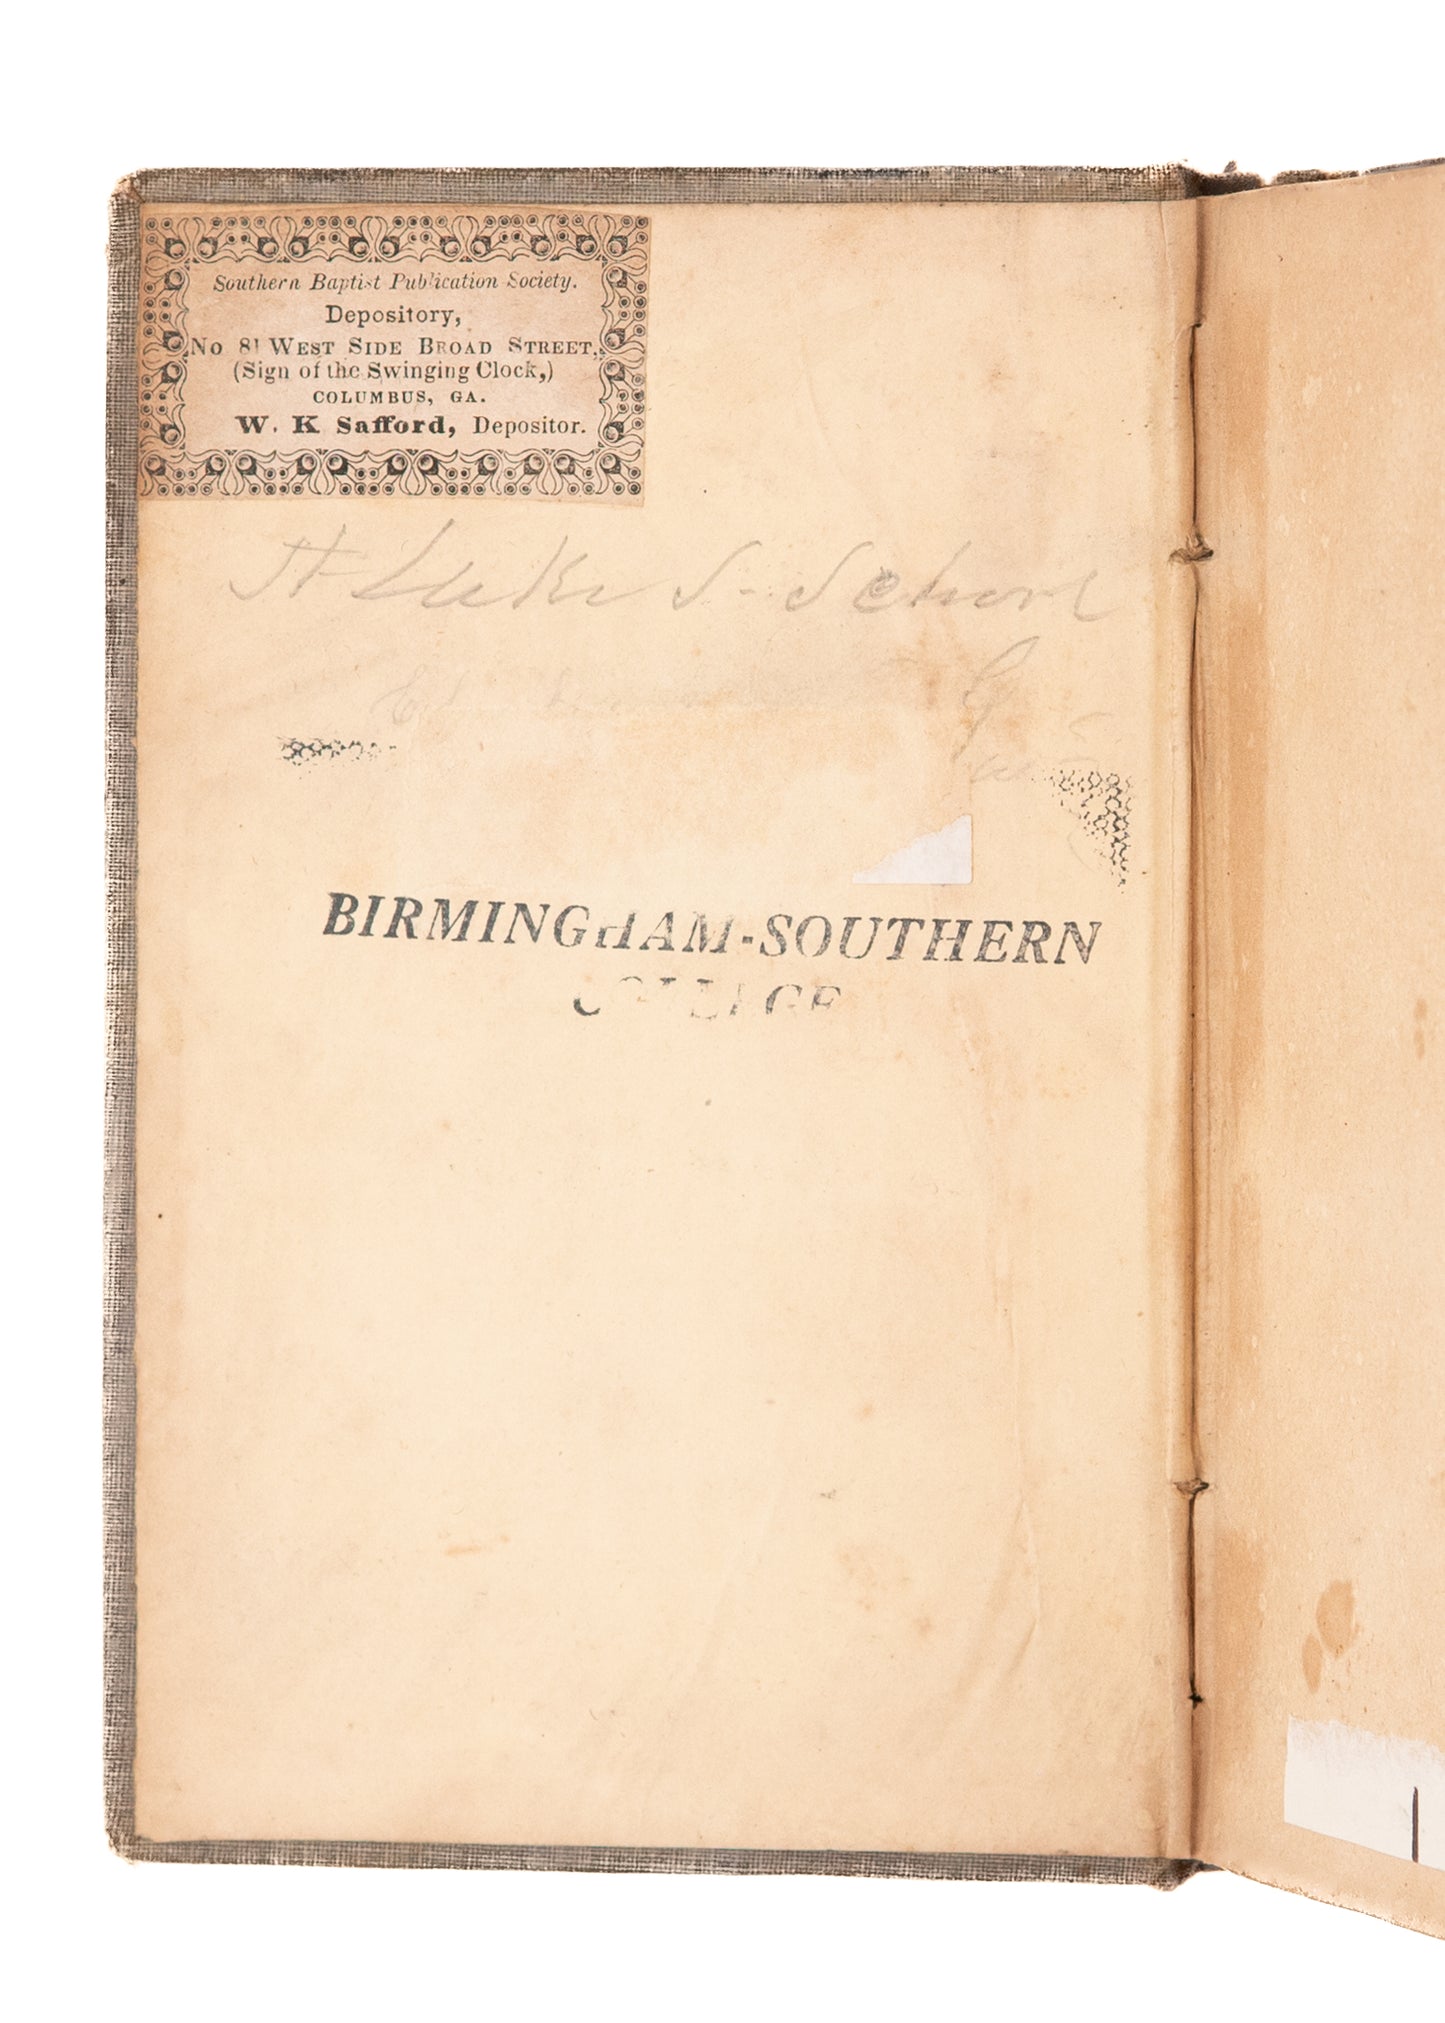 Southern Baptist Publication Society.
Depository,
No 81 West Side Broad Street,
(Sign of the Swinging Clock,)
COLUMBUS, GA.
W. K Safford, Depositor.
St Luke S. School
BIRMINGHAM-SOUTHERN
COLLEGE